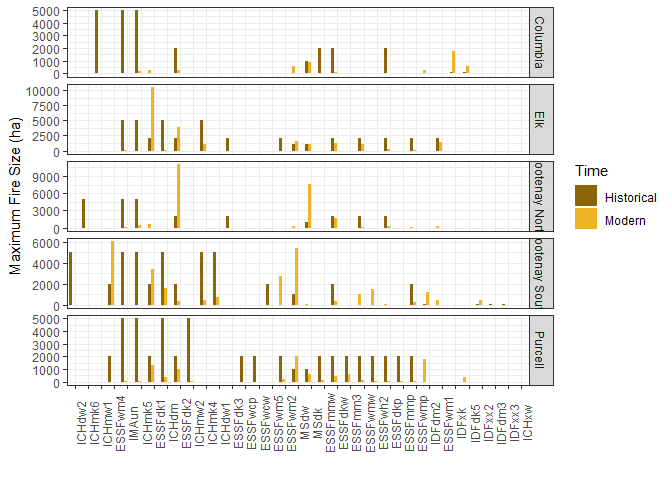 Maximum Fire Size (ha)
5000
4000
3000
2000
1000
0
Columbia
10000
7500
5000
2500
0
Elk
9000
6000
3000
0
ootenay Nort
6000
4000
2000
0
ootenay Sout
5000
4000
3000
2000
1000
0
Purcell
ICHdw2
ICHmk6
ICHmw1
ESSFwm4
IMAun
ICHmk5
ESSFdk1
ICHdm
ESSFdk2
ICHmw2
ICHmk4
ICHdw1
ESSFdk3
ESSFwcp
ESSFwcw
ESSFwm5
ESSFwm2
MSdw
MSdk
ESSFmmw
ESSFdkw
ESSFmm3
ESSFwmw
ESSFwh2
ESSFdkp
ESSFmmp
ESSFwmp
IDFdm2
ESSFwm1
IDFxk
IDFdk5
IDFxx2
IDFdm3
IDFxx3
ICHxw
Time
Historical
Modern